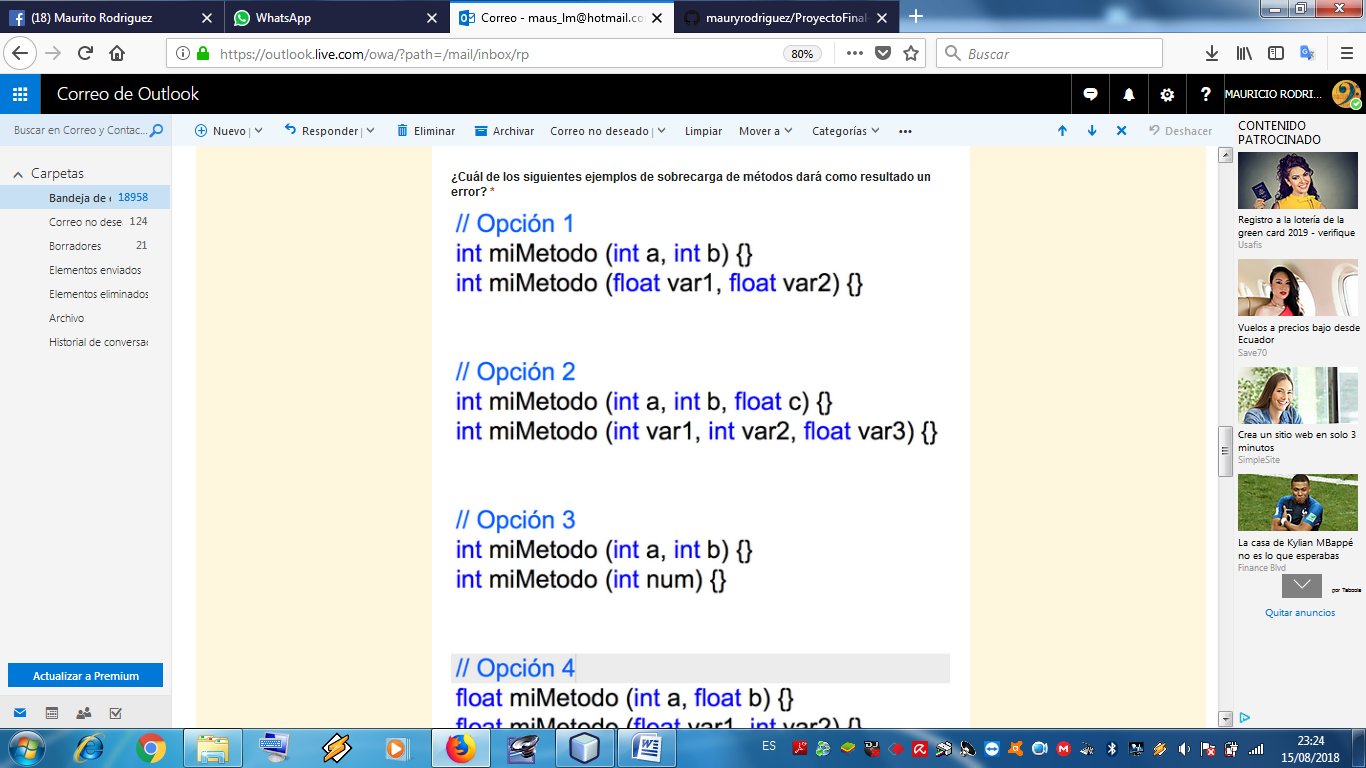 (18) Maurito Rodriguez
WhatsApp
Correo - maus_lm@hotmail.co
mauryrodriguez/ProyectoFinal-
https://outlook.live.com/owa/?path=/mail/inbox/rp
80%
Buscar
Correo de Outlook
MAURICIO RODRI...
Buscar en Correo y Contac...
Nuevo
Responder
Eliminar
Archivar
Correo no deseado
Limpiar
Mover a
Categorías
Deshacer
Carpetas
Bandeja de e 18958
Correo no dese 124
Borradores 21
Elementos enviados
Elementos eliminados
Archivo
Historial de conversac
Actualizar a Premium
¿Cuál de los siguientes ejemplos de sobrecarga de métodos dará como resultado un
error? *
// Opción 1
int miMetodo (int a, int b) {}
int miMetodo (float var1, float var2) {}
// Opción 2
int miMetodo (int a, int b, float c) {}
int miMetodo (int var1, int var2, float var3) {}
// Opción 3
int miMetodo (int a, int b) {}
int miMetodo (int num) {}
// Opción 4
float miMetodo (int a, float b) {}
float miMetodo (float var1, int var2) {}
CONTENIDO
PATROCINADO
Registro a la lotería de la
green card 2019 - verifique
Usafis
Vuelos a precios bajo desde
Ecuador
Save70
Crea un sitio web en solo 3
minutos
SimpleSite
La casa de Kylian MBappé
no es lo que esperabas
Finance Blvd
por Taboola
Quitar anuncios
ES
23:24
15/08/2018